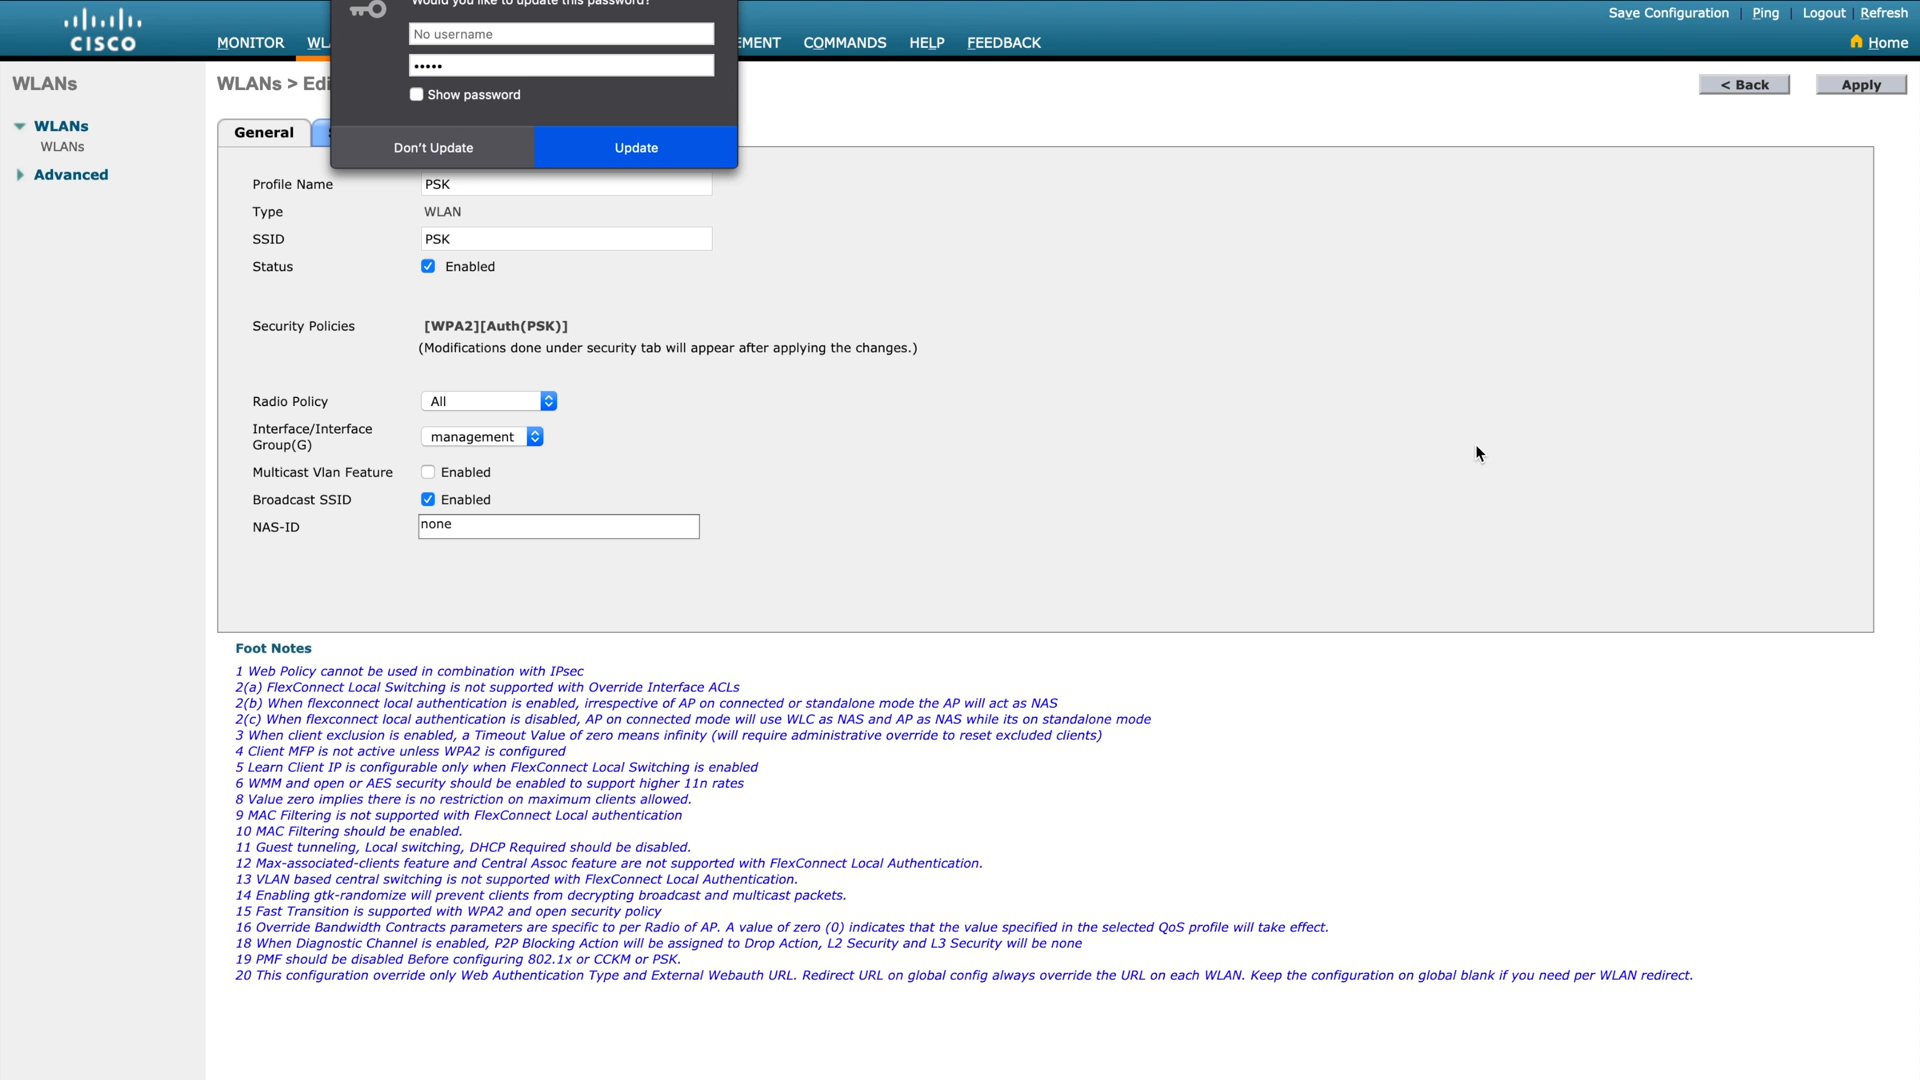 Save Configuration | Ping | Logout | Refresh
CISCO
MONITOR WL
EMENT COMMANDS HELP FEEDBACK
Home
Would you like to update this password?
No username
•••••
Show password
Don't Update
Update
WLANs
WLANs > Edi
< Back
Apply
WLANs
WLANs
Advanced
General
Profile Name PSK
Type WLAN
SSID PSK
Status Enabled
Security Policies [WPA2][Auth(PSK)]
(Modifications done under security tab will appear after applying the changes.)
Radio Policy All
Interface/Interface
Group(G)
management
Multicast Vlan Feature Enabled
Broadcast SSID Enabled
NAS-ID none
Foot Notes
1 Web Policy cannot be used in combination with IPsec
2(a) FlexConnect Local Switching is not supported with Override Interface ACLs
2(b) When flexconnect local authentication is enabled, irrespective of AP on connected or standalone mode the AP will act as NAS
2(c) When flexconnect local authentication is disabled, AP on connected mode will use WLC as NAS and AP as NAS while its on standalone mode
3 When client exclusion is enabled, a Timeout Value of zero means infinity (will require administrative override to reset excluded clients)
4 Client MFP is not active unless WPA2 is configured
5 Learn Client IP is configurable only when FlexConnect Local Switching is enabled
6 WMM and open or AES security should be enabled to support higher 11n rates
8 Value zero implies there is no restriction on maximum clients allowed.
9 MAC Filtering is not supported with FlexConnect Local authentication
10 MAC Filtering should be enabled.
11 Guest tunneling, Local switching, DHCP Required should be disabled.
12 Max-associated-clients feature and Central Assoc feature are not supported with FlexConnect Local Authentication.
13 VLAN based central switching is not supported with FlexConnect Local Authentication.
14 Enabling gtk-randomize will prevent clients from decrypting broadcast and multicast packets.
15 Fast Transition is supported with WPA2 and open security policy
16 Override Bandwidth Contracts parameters are specific to per Radio of AP. A value of zero (0) indicates that the value specified in the selected QoS profile will take effect.
18 When Diagnostic Channel is enabled, P2P Blocking Action will be assigned to Drop Action, L2 Security and L3 Security will be none
19 PMF should be disabled Before configuring 802.1x or CCKM or PSK.
20 This configuration override only Web Authentication Type and External Webauth URL. Redirect URL on global config always override the URL on each WLAN. Keep the configuration on global blank if you need per WLAN redirect.